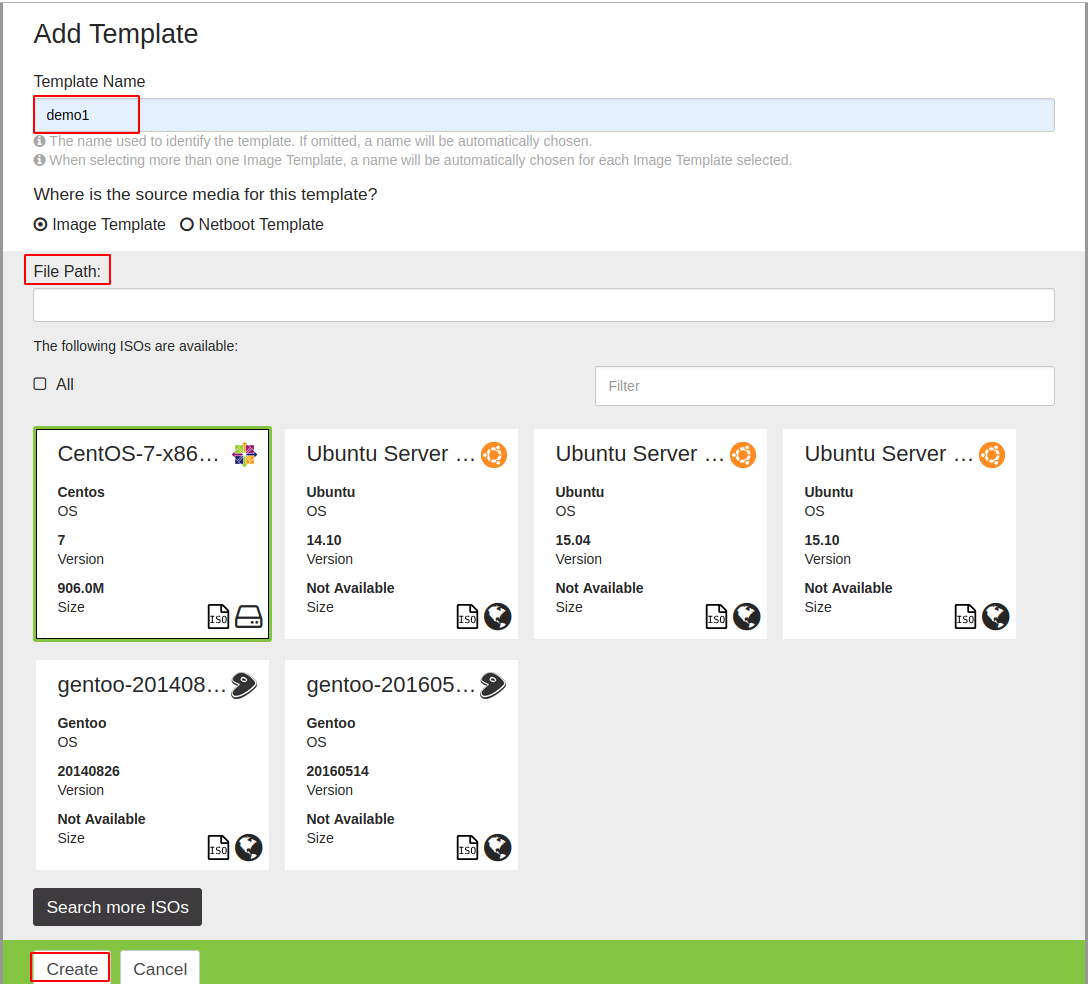 Add Template
Template Name
demo1
The name used to identify the template. If omitted, a name will be automatically chosen.
When selecting more than one Image Template, a name will be automatically chosen for each Image Template selected.
Where is the source media for this template?
Image Template Netboot Template
File Path:
The following ISOs are available:
All Filter
CentOS-7-x86…
Centos
OS
7
Version
906.0M
Size
ISO
Ubuntu Server …
Ubuntu
OS
14.10
Version
Not Available
Size
ISO
Ubuntu Server …
Ubuntu
OS
15.04
Version
Not Available
Size
ISO
Ubuntu Server …
Ubuntu
OS
15.10
Version
Not Available
Size
ISO
gentoo-201408…
Gentoo
OS
20140826
Version
Not Available
Size
ISO
gentoo-201605…
Gentoo
OS
20160514
Version
Not Available
Size
ISO
Search more ISOs
Create Cancel